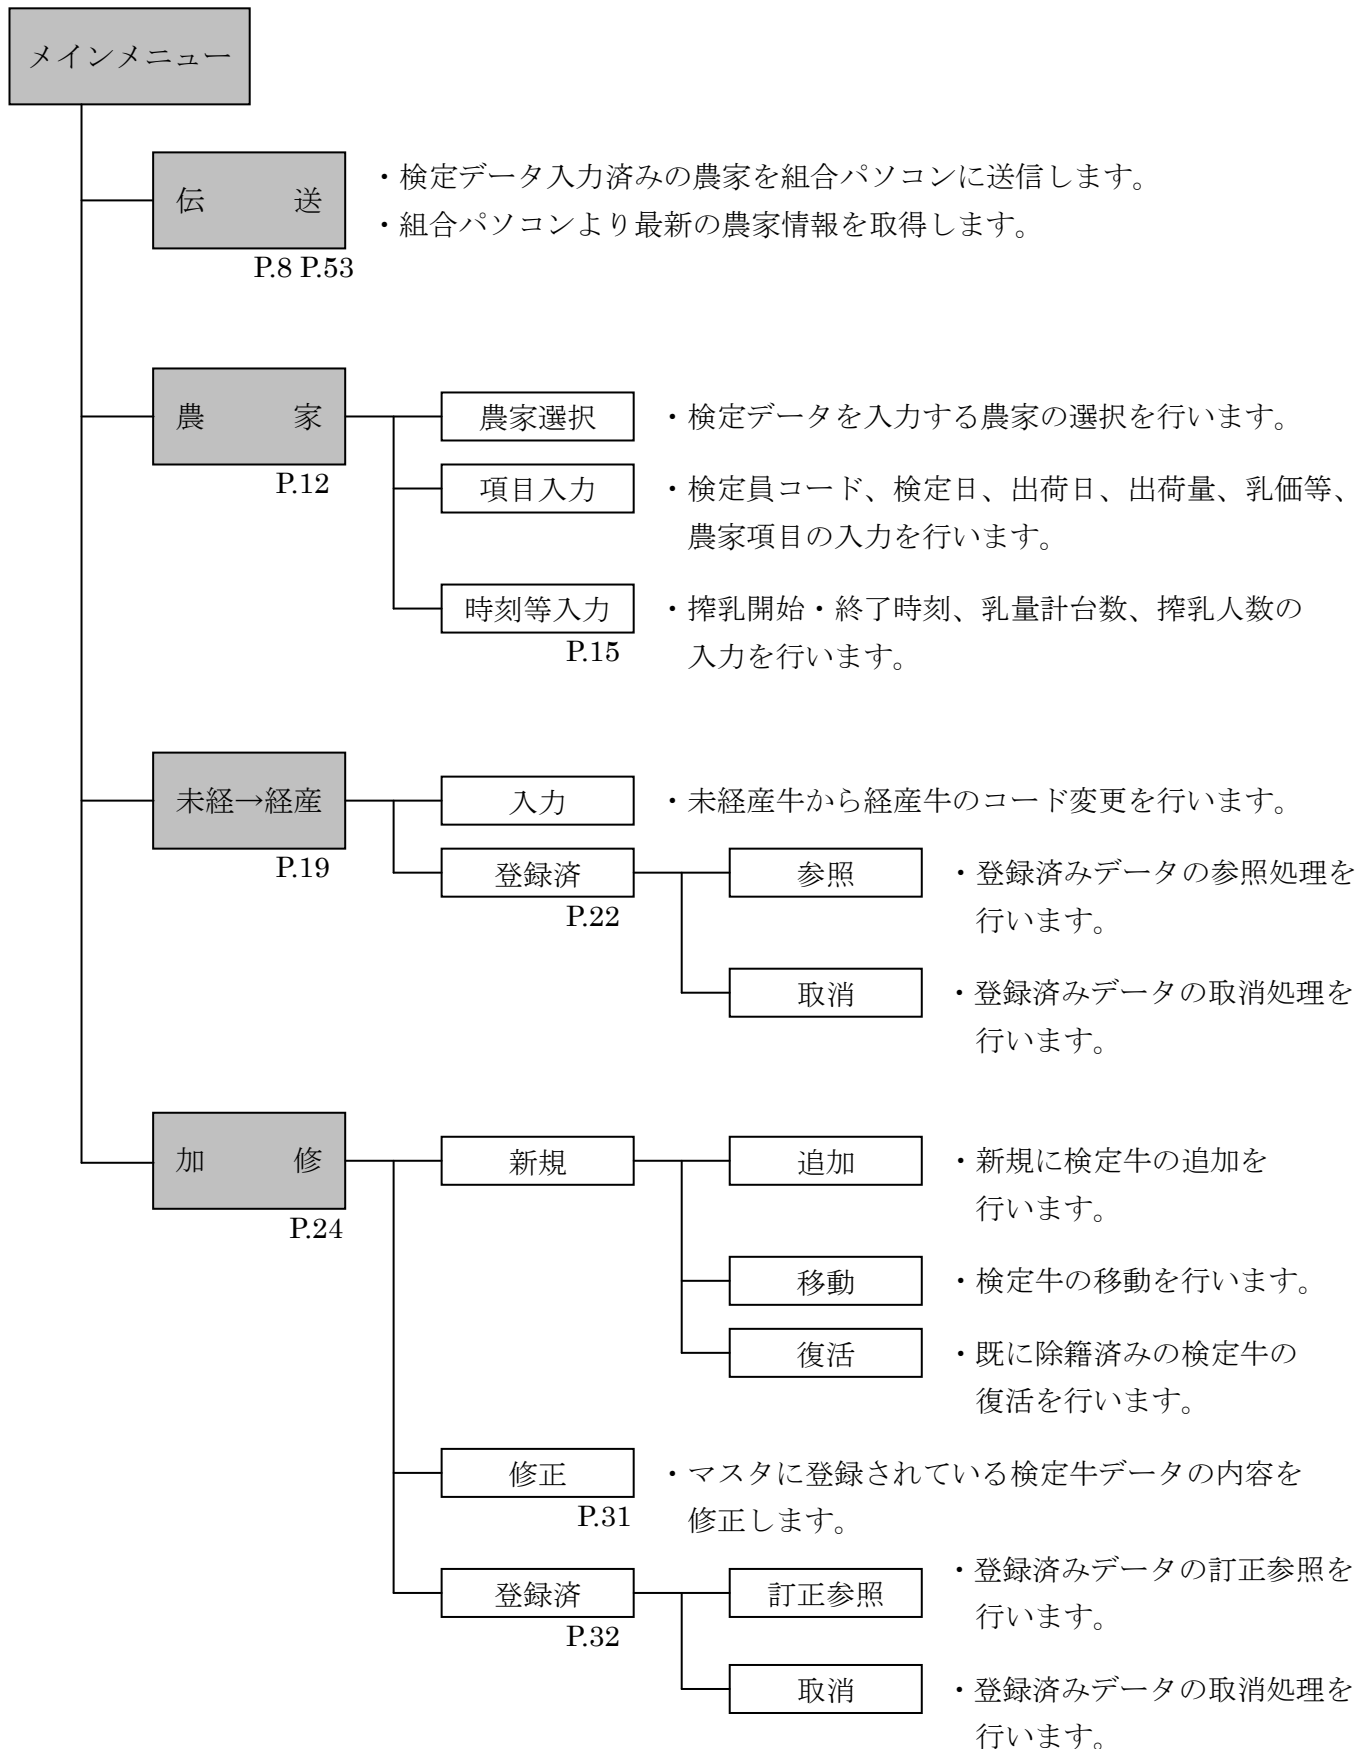 メインメニュー
伝　　送
・検定データ入力済みの農家を組合パソコンに送信します。
・組合パソコンより最新の農家情報を取得します。
P.8 P.53
農　　家
P.12
農家選択
・検定データを入力する農家の選択を行います。
項目入力
・検定員コード、検定日、出荷日、出荷量、乳価等、
農家項目の入力を行います。
時刻等入力
P.15
・搾乳開始・終了時刻、乳量計台数、搾乳人数の
入力を行います。
未経→経産
P.19
入力
・未経産牛から経産牛のコード変更を行います。
登録済
P.22
参照
・登録済みデータの参照処理を
行います。
取消
・登録済みデータの取消処理を
行います。
加　　修
P.24
新規
追加
・新規に検定牛の追加を
行います。
移動
・検定牛の移動を行います。
復活
・既に除籍済みの検定牛の
復活を行います。
修正
P.31
・マスタに登録されている検定牛データの内容を
修正します。
登録済
P.32
訂正参照
・登録済みデータの訂正参照を
行います。
取消
・登録済みデータの取消処理を
行います。